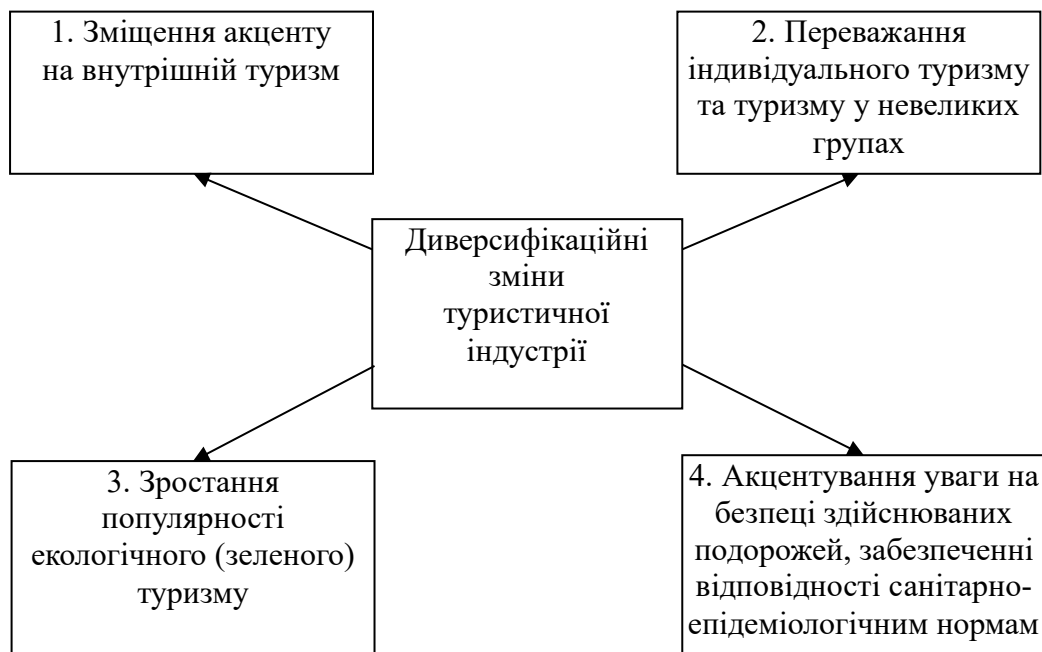 1. Зміщення акценту
на внутрішній туризм
2. Переважання
індивідуального туризму
та туризму у невеликих
групах
Диверсифікаційні
зміни
туристичної
індустрії
3. Зростання
популярності
екологічного (зеленого)
туризму
4. Акцентування уваги на
безпеці здійснюваних
подорожей, забезпеченні
відповідності санітарно-
епідеміологічним нормам